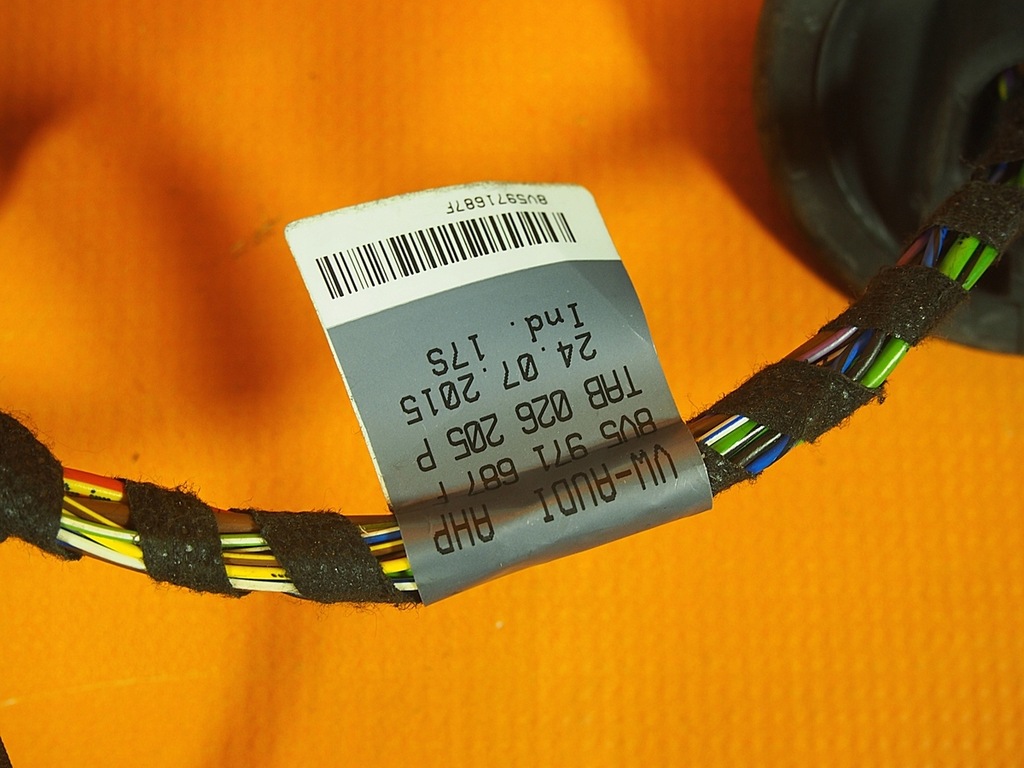 VW-AUDI AHP
8V5 971 687 F
TAB 026 205 P
24.07.2015
Ind. 17S
8V5971687F